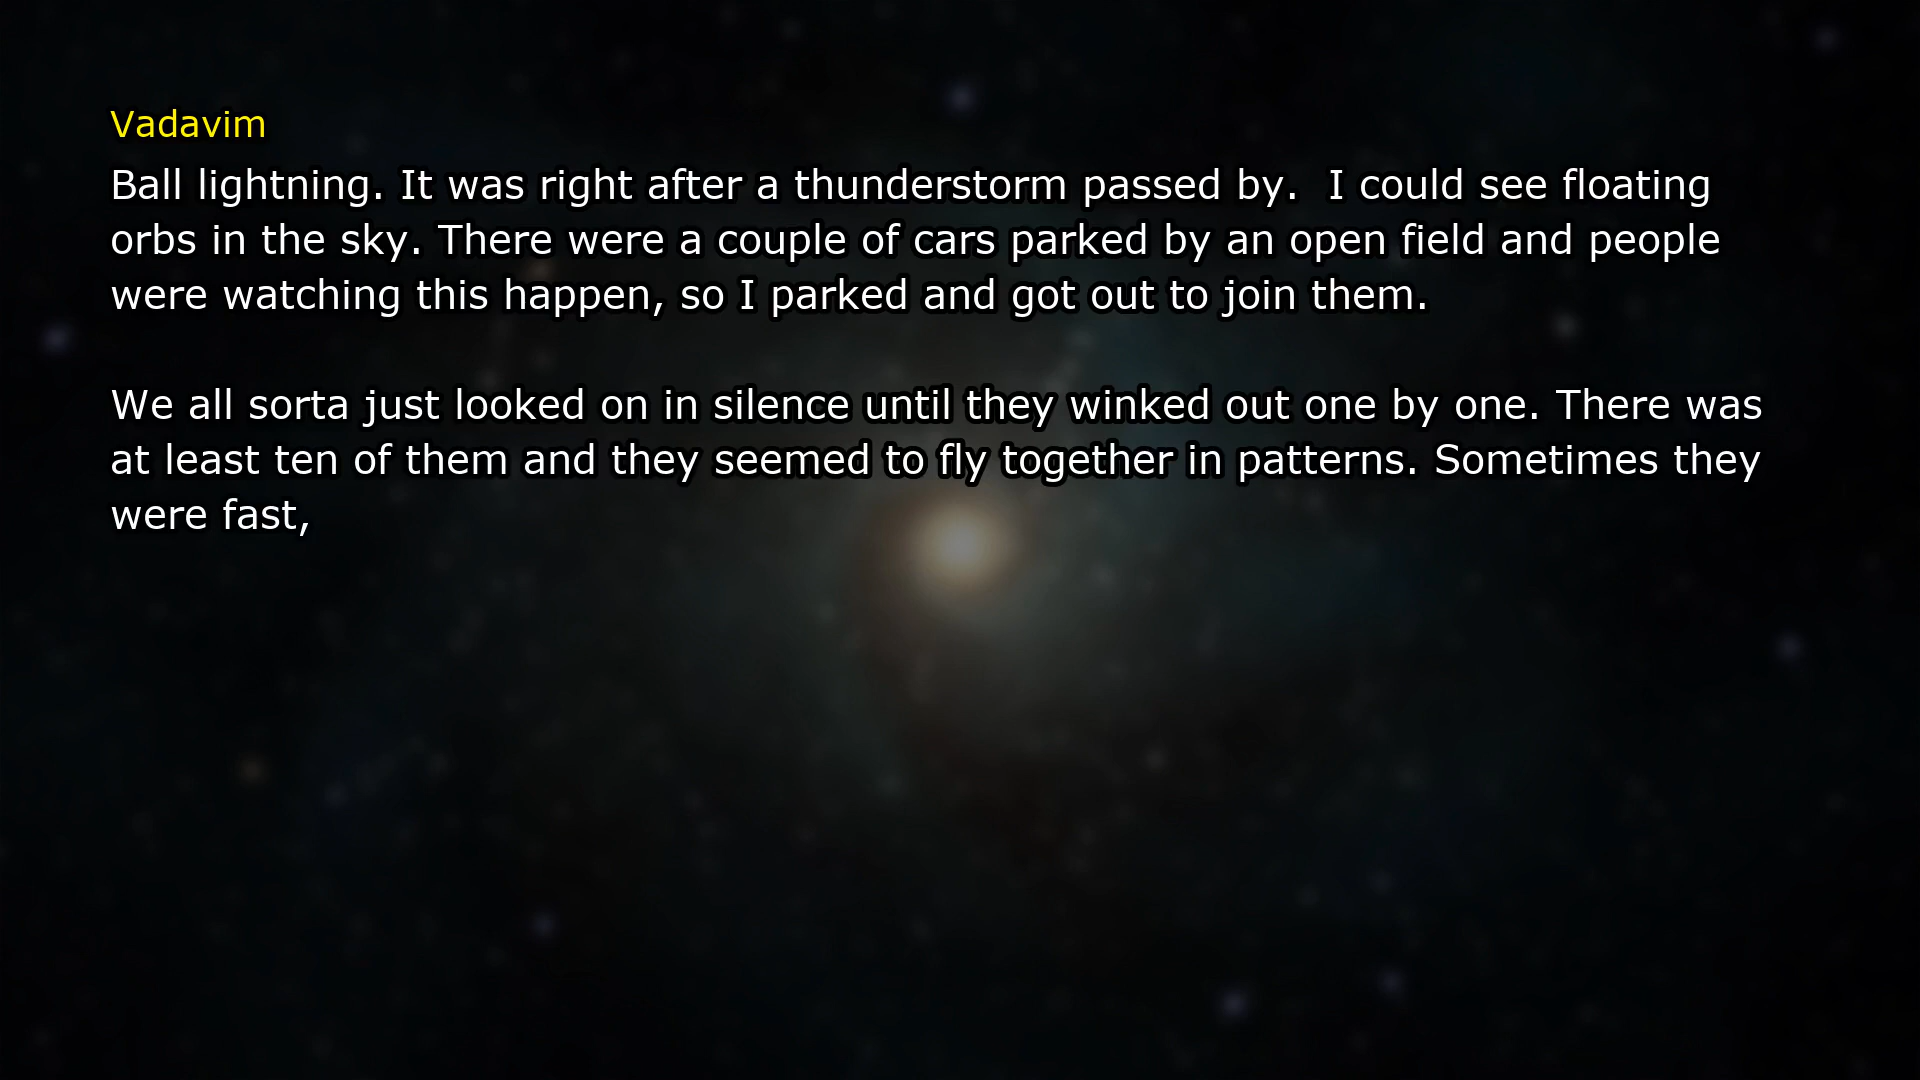 Vadavim
Ball lightning. It was right after a thunderstorm passed by.  I could see floating
orbs in the sky. There were a couple of cars parked by an open field and people
were watching this happen, so I parked and got out to join them.
We all sorta just looked on in silence until they winked out one by one. There was
at least ten of them and they seemed to fly together in patterns. Sometimes they
were fast,